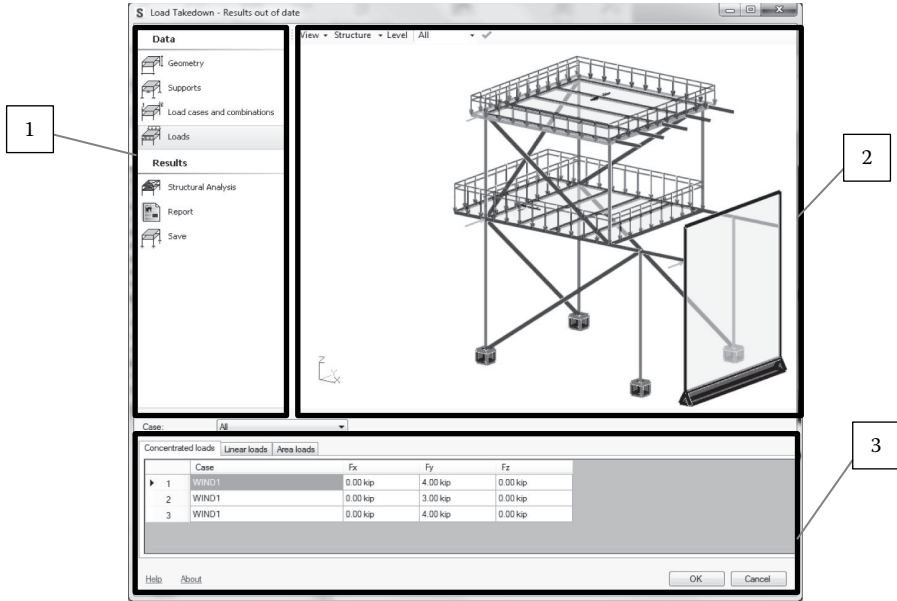 S Load Takedown - Results out of date
Data
Geometry
Supports
Load cases and combinations
Loads
Results
Structural Analysis
Report
Save
View Structure Level All
Z
X
1
2
3
Case: All
Concentrated loads Linear loads Area loads
Case Fx Fy Fz
1 WIND1 0.00 kip 4.00 kip 0.00 kip
2 WIND1 0.00 kip 3.00 kip 0.00 kip
3 WIND1 0.00 kip 4.00 kip 0.00 kip
Help About OK Cancel